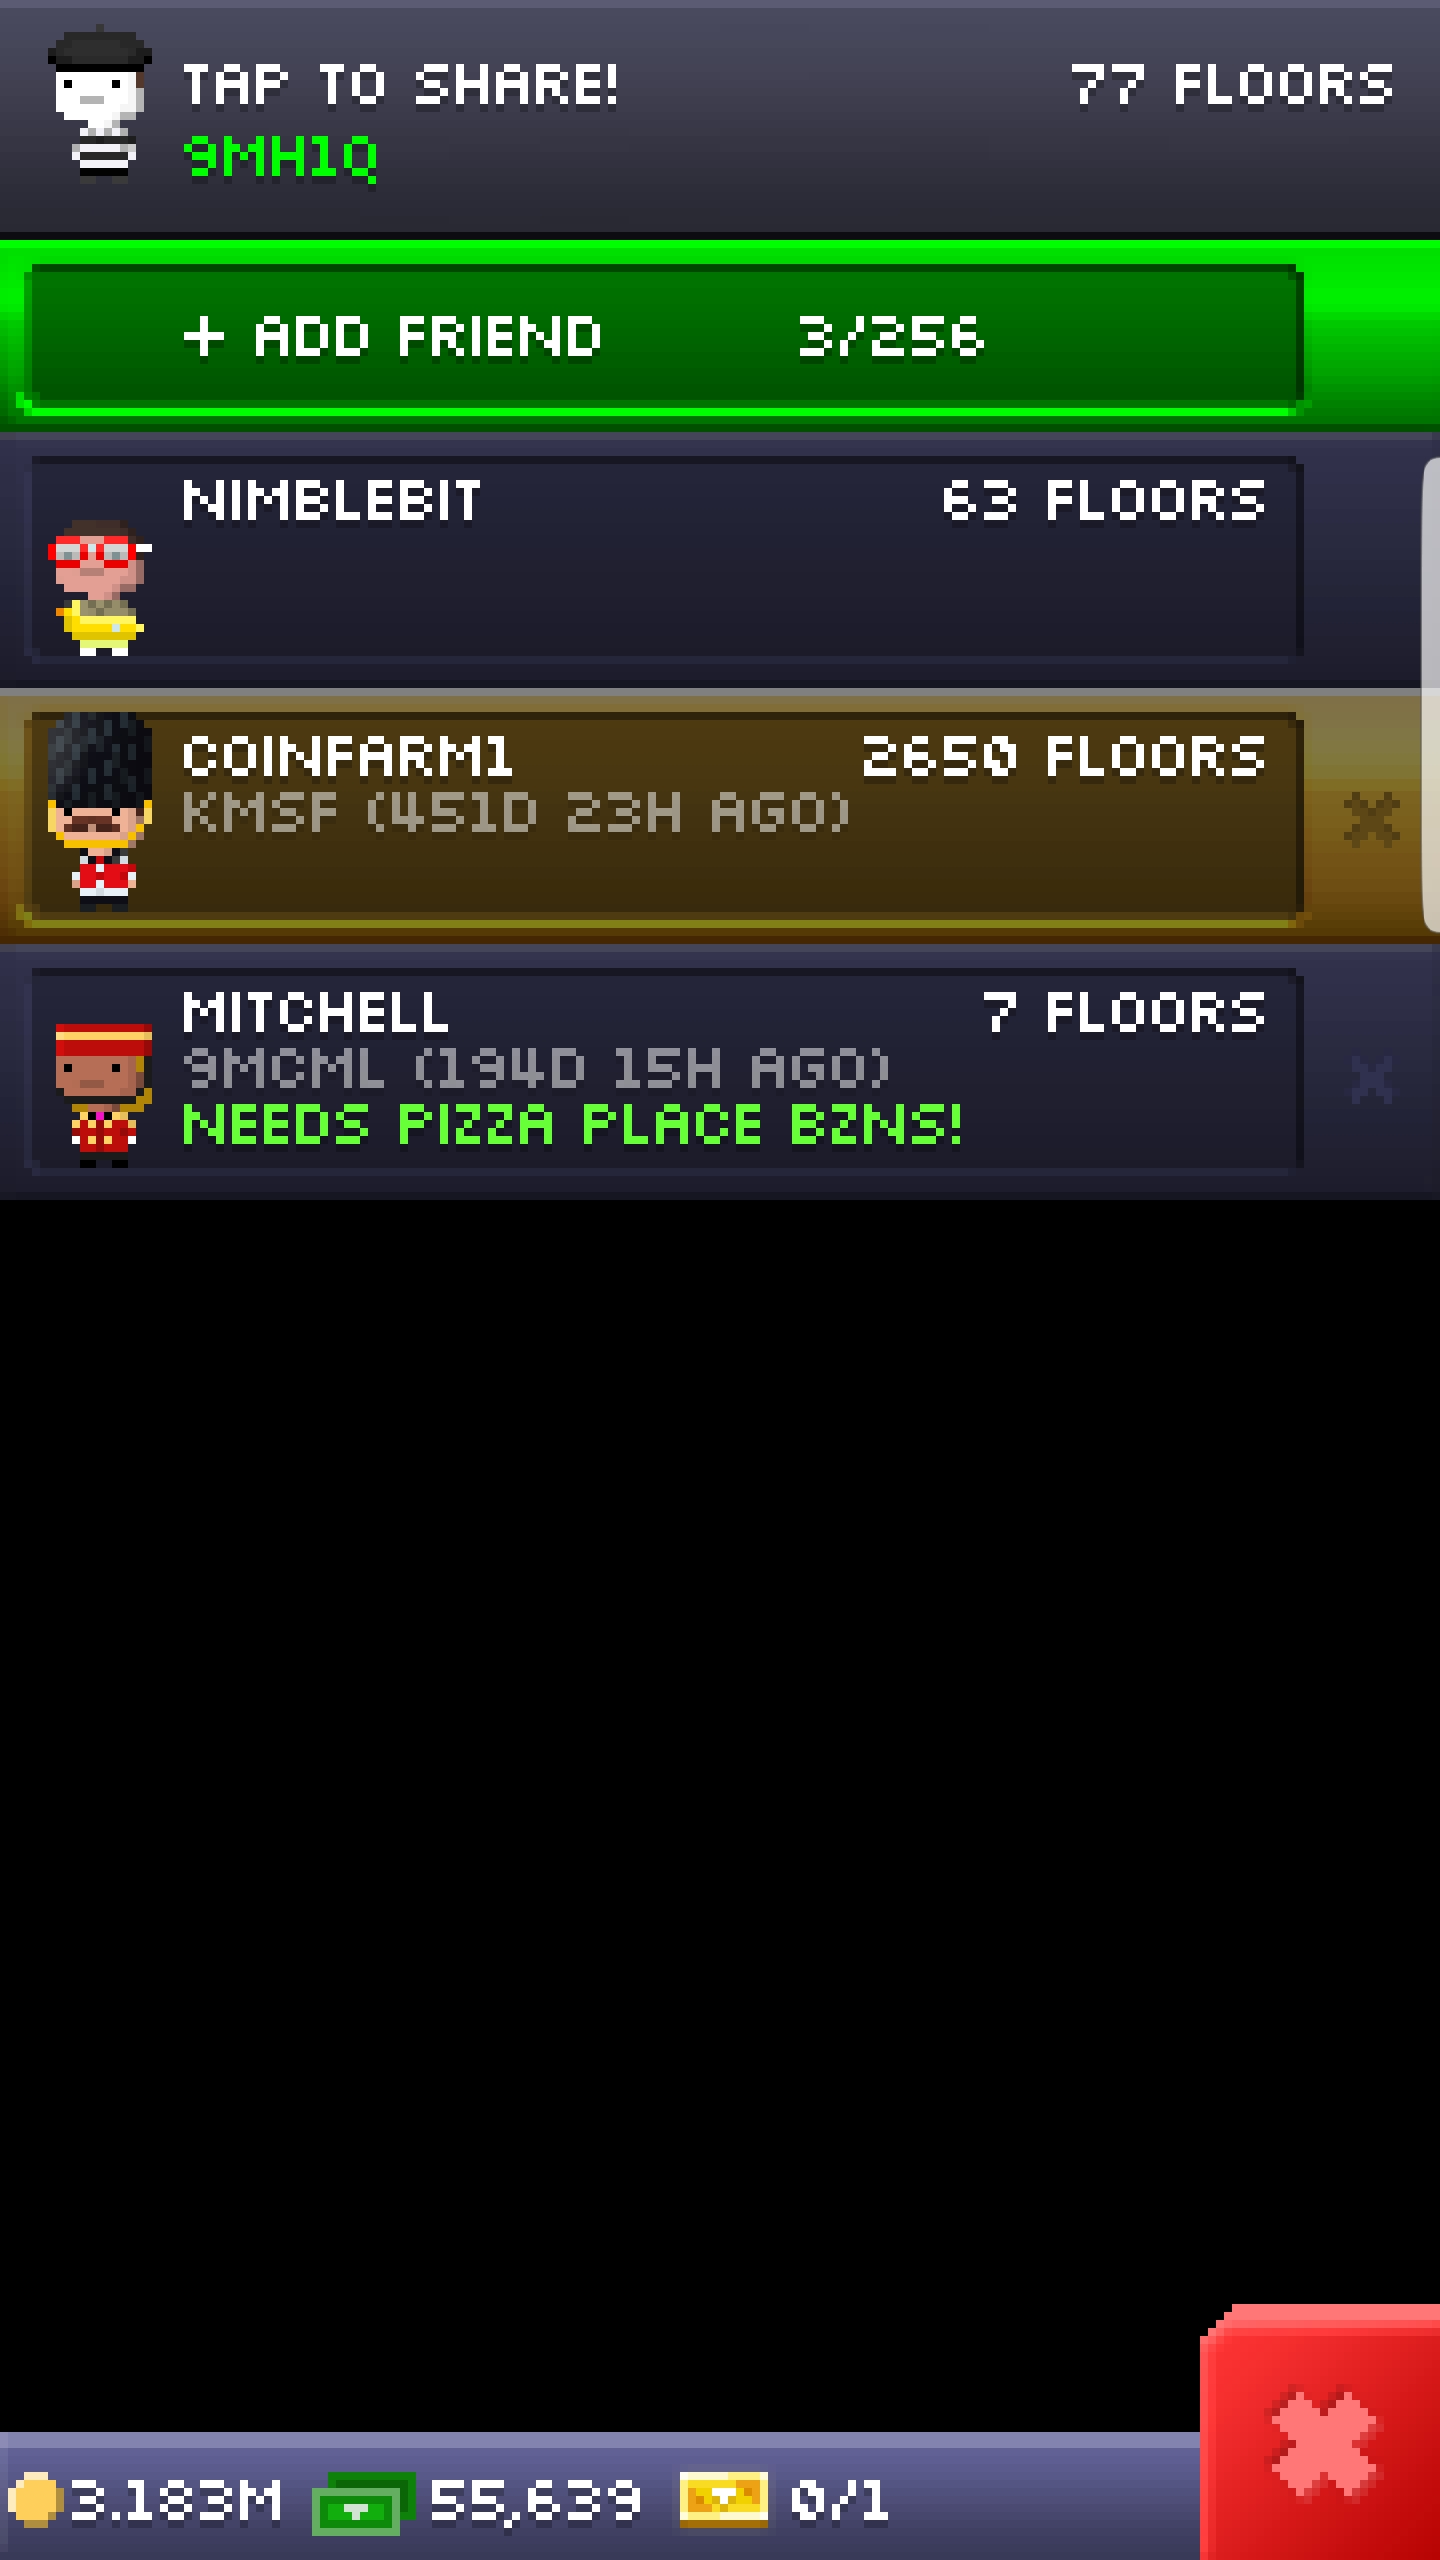 TAP TO SHARE! 77 FLOORS
9MH1Q
+ ADD FRIEND 3/256
NIMBLEBIT 63 FLOORS
COINFARM1 2650 FLOORS
KMSF (451D 23H AGO)
MITCHELL 7 FLOORS
9MCML (194D 15H AGO)
NEEDS PIZZA PLACE BZNS!
3.183M 55,639 0/1